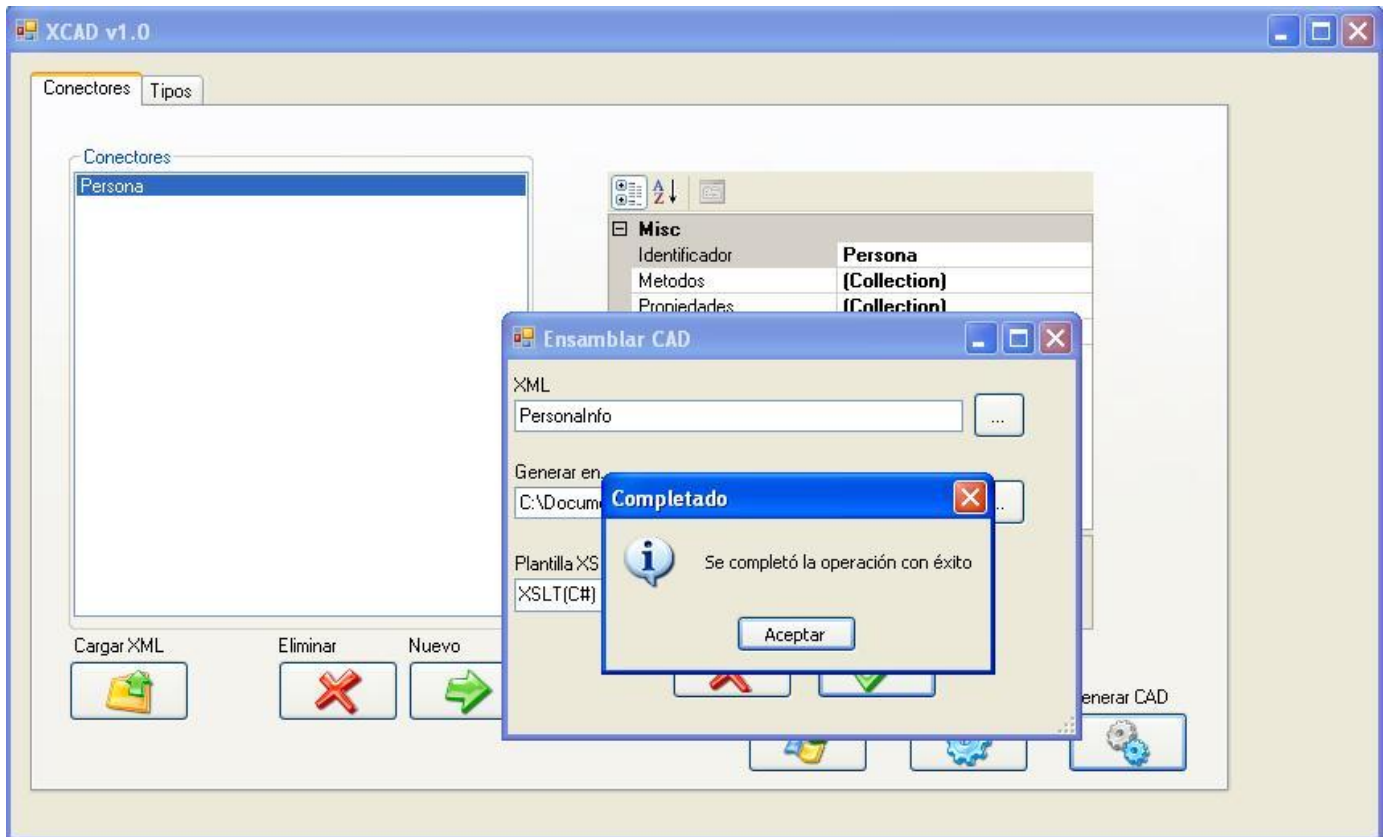 XCAD v1.0
Conectores Tipos
Conectores
Persona
Misc
Identificador Persona
Metodos (Collection)
Propiedades (Collection)
Ensamblar CAD
XML
PersonaInfo ...
Generar en
C:\Docum
Completado
Se completó la operación con éxito
Aceptar
Plantilla XS
XSLT(C#)
Cargar XML Eliminar Nuevo
enerar CAD